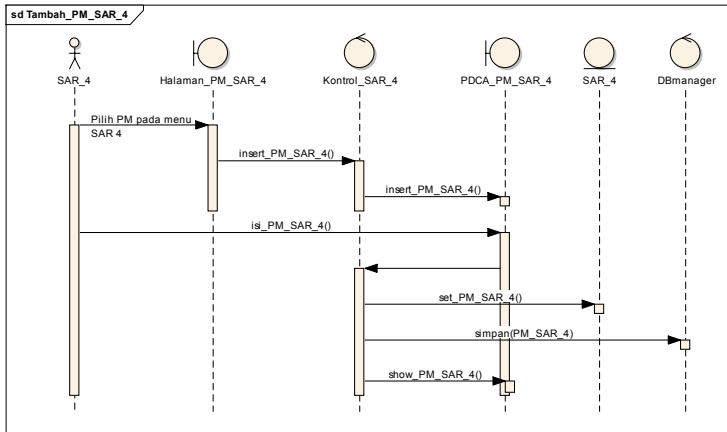 sd Tambah_PM_SAR_4
SAR_4
Halaman_PM_SAR_4
Kontrol_SAR_4
PDCA_PM_SAR_4
SAR_4
DBmanager
Pilih PM pada menu
SAR 4
insert_PM_SAR_4()
insert_PM_SAR_4()
isi_PM_SAR_4()
set_PM_SAR_4()
simpan(PM_SAR_4)
show_PM_SAR_4()